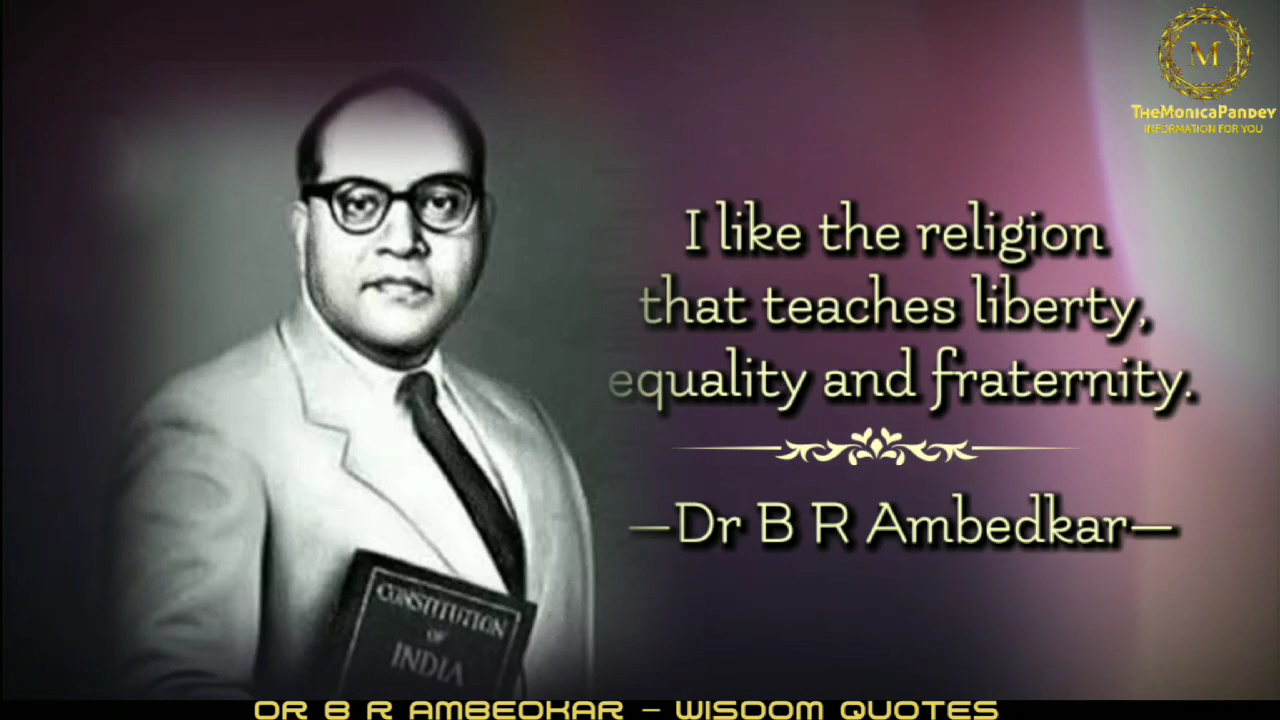 M
TheMonicaPandey
INFORMATION FOR YOU
I like the religion
that teaches liberty,
equality and fraternity.
—Dr B R Ambedkar—
CONSTITUTION
OF
INDIA
DR B R AMBEDKAR - WISDOM QUOTES